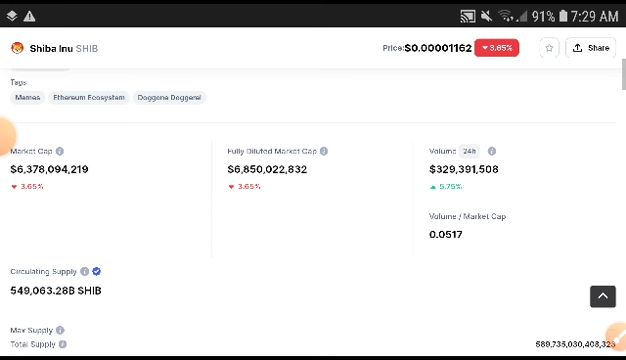 91% 7:29 AM
Shiba Inu SHIB
Price:$0.00001162 ▼3.65%
Share
Tags
Memes Ethereum Ecosystem Doggone Doggerel
Market Cap Fully Diluted Market Cap Volume 24h
$6,378,094,219 $6,850,022,832 $329,391,508
▼ 3.65% ▼ 3.65% ▲ 5.75%
Volume / Market Cap
0.0517
Circulating Supply
549,063.28B SHIB
Max Supply
Total Supply 589,735,030,408,323